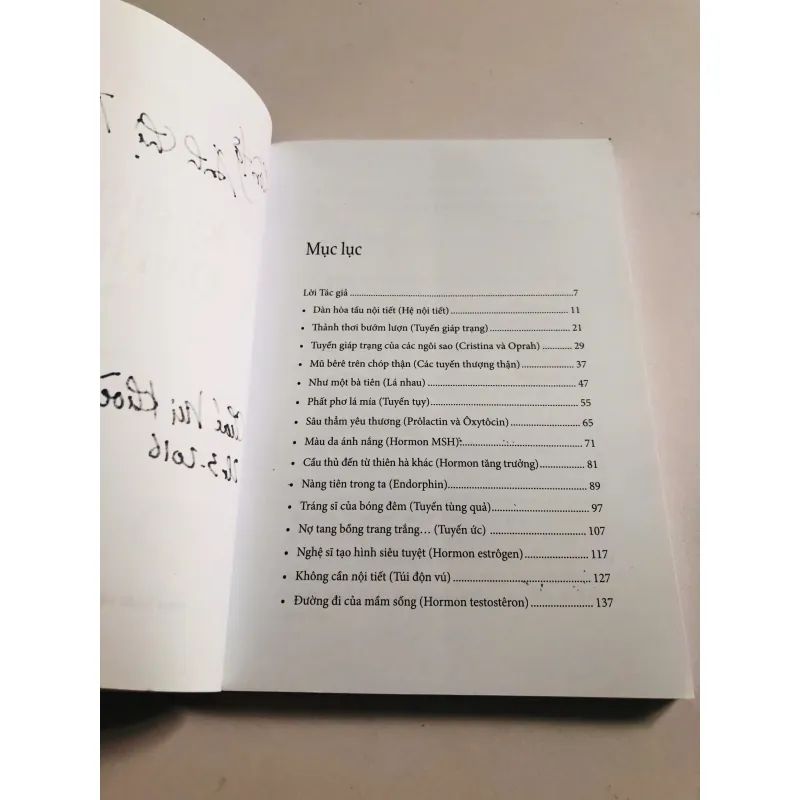 Mục lục
Lời Tác giả ........ 7
• Dàn hòa tấu nội tiết (Hệ nội tiết) ........ 11
• Thảnh thơi bướm lượn (Tuyến giáp trạng) ........ 21
• Tuyến giáp trạng của các ngôi sao (Cristina và Oprah) ........ 29
• Mũ bêrê trên chóp thận (Các tuyến thượng thận) ........ 37
• Như một bà tiên (Lá nhau) ........ 47
• Phất phơ lá mía (Tuyến tụy) ........ 55
• Sâu thẳm yêu thương (Prôlactin và Ôxytôcin) ........ 65
• Màu da ánh nắng (Hormon MSH) ........ 71
• Cầu thủ đến từ thiên hà khác (Hormon tăng trưởng) ........ 81
• Nàng tiên trong ta (Endorphin) ........ 89
• Tráng sĩ của bóng đêm (Tuyến tùng quả) ........ 97
• Nợ tang bồng trang trắng… (Tuyến ức) ........ 107
• Nghệ sĩ tạo hình siêu tuyệt (Hormon estrôgen) ........ 117
• Không cần nội tiết (Túi độn vú) ........ 127
• Đường đi của mầm sống (Hormon testostêron) ........ 137